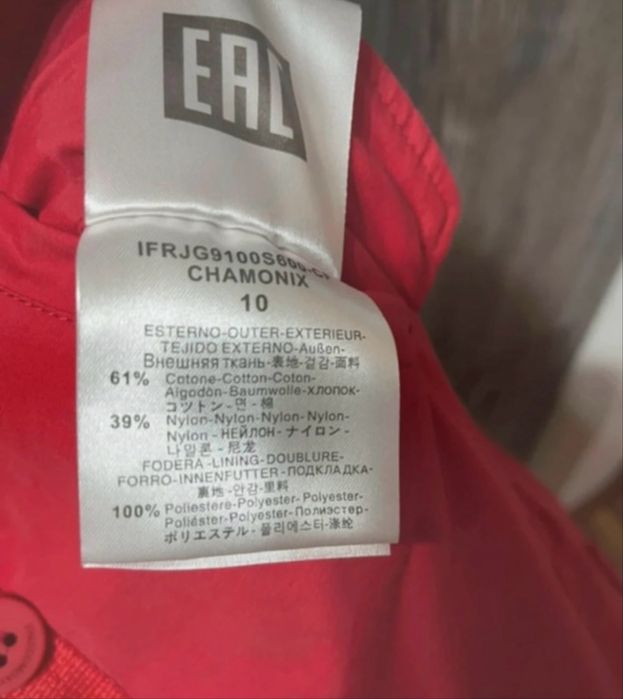 EAC
CHAMONIX
10
ESTERNO-OUTER-EXTERIEUR-
TEJIDO EXTERNO-Außen-
Внешняя ткань-表地-겉감-面料
61% Cotone-Cotton-Coton-
Algodón-Baumwolle-хлопок-
コットン-면-棉
39% Nylon-Nylon-Nylon-Nylon-
Nylon-НЕЙЛОН-ナイロン-
나일론-尼龙
FODERA-LINING-DOUBLURE-
FORRO-INNENFUTTER-ПОДКЛАДКА-
裏地-안감-里料
100% Poliestere-Polyester-Polyester-
Poliéster-Polyester-Полиэстер-
ポリエステル-폴리에스터-涤纶